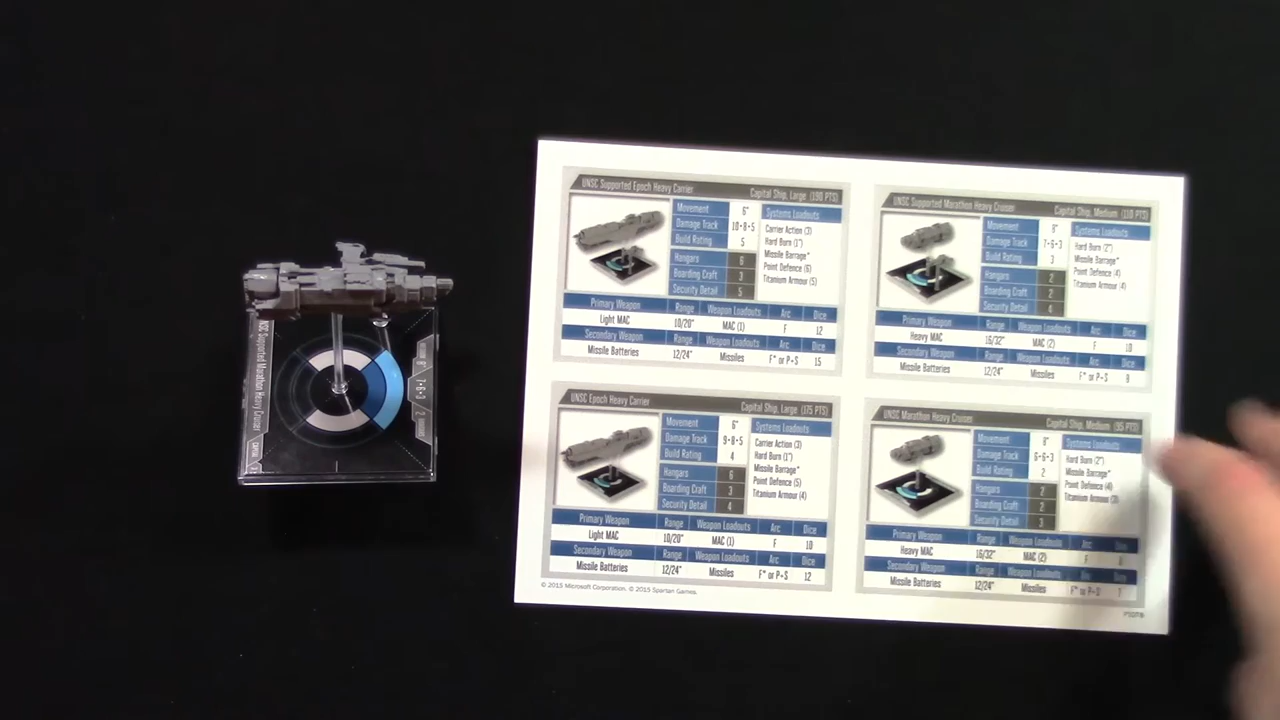 UNSC Supported Epoch Heavy Carrier Capital Ship, Large (190 PTS)
Movement 6" Systems Loadouts
Damage Track 10-8-5 Carrier Action (3)
Build Rating 5 Hard Burn (1")
Hangars 6 Missile Barrage*
Boarding Craft 3 Point Defence (6)
Security Detail 5 Titanium Armour (5)
Primary Weapon Range Weapon Loadouts Arc Dice
Light MAC 10/20" MAC (1) F 12
Secondary Weapon Range Weapon Loadouts Arc Dice
Missile Batteries 12/24" Missiles F* or P+S 15
UNSC Supported Marathon Heavy Cruiser Capital Ship, Medium (110 PTS)
Movement 8" Systems Loadouts
Damage Track 7-6-3 Hard Burn (2")
Build Rating 3 Missile Barrage*
Hangars 2 Point Defence (4)
Boarding Craft 2 Titanium Armour (4)
Security Detail 4
Primary Weapon Range Weapon Loadouts Arc Dice
Heavy MAC 16/32" MAC (2) F 10
Secondary Weapon Range Weapon Loadouts Arc Dice
Missile Batteries 12/24" Missiles F* or P+S
UNSC Epoch Heavy Carrier Capital Ship, Large (175 PTS)
Movement 6" Systems Loadouts
Damage Track 9-8-5 Carrier Action (3)
Build Rating 4 Hard Burn (1")
Hangars 6 Missile Barrage*
Boarding Craft 3 Point Defence (5)
Security Detail 4 Titanium Armour (4)
Primary Weapon Range Weapon Loadouts Arc Dice
Light MAC 10/20" MAC (1) F 10
Secondary Weapon Range Weapon Loadouts Arc Dice
Missile Batteries 12/24" Missiles F* or P+S 12
UNSC Marathon Heavy Cruiser Capital Ship, Medium (95 PTS)
Movement 8" Systems Loadouts
Damage Track 6-6-3 Hard Burn (2")
Build Rating 2 Missile Barrage*
Hangars 2 Point Defence (4)
Boarding Craft 2 Titanium Armour (3)
Security Detail 3
Primary Weapon Range Weapon Loadouts Arc
Heavy MAC 16/32" MAC (2) F
Secondary Weapon Range Weapon Loadouts
Missile Batteries 12/24" Missiles F* or P+S 7
© 2015 Microsoft Corporation. © 2015 Spartan Games.
UNSC Supported Marathon Heavy Cruiser
7-6-3